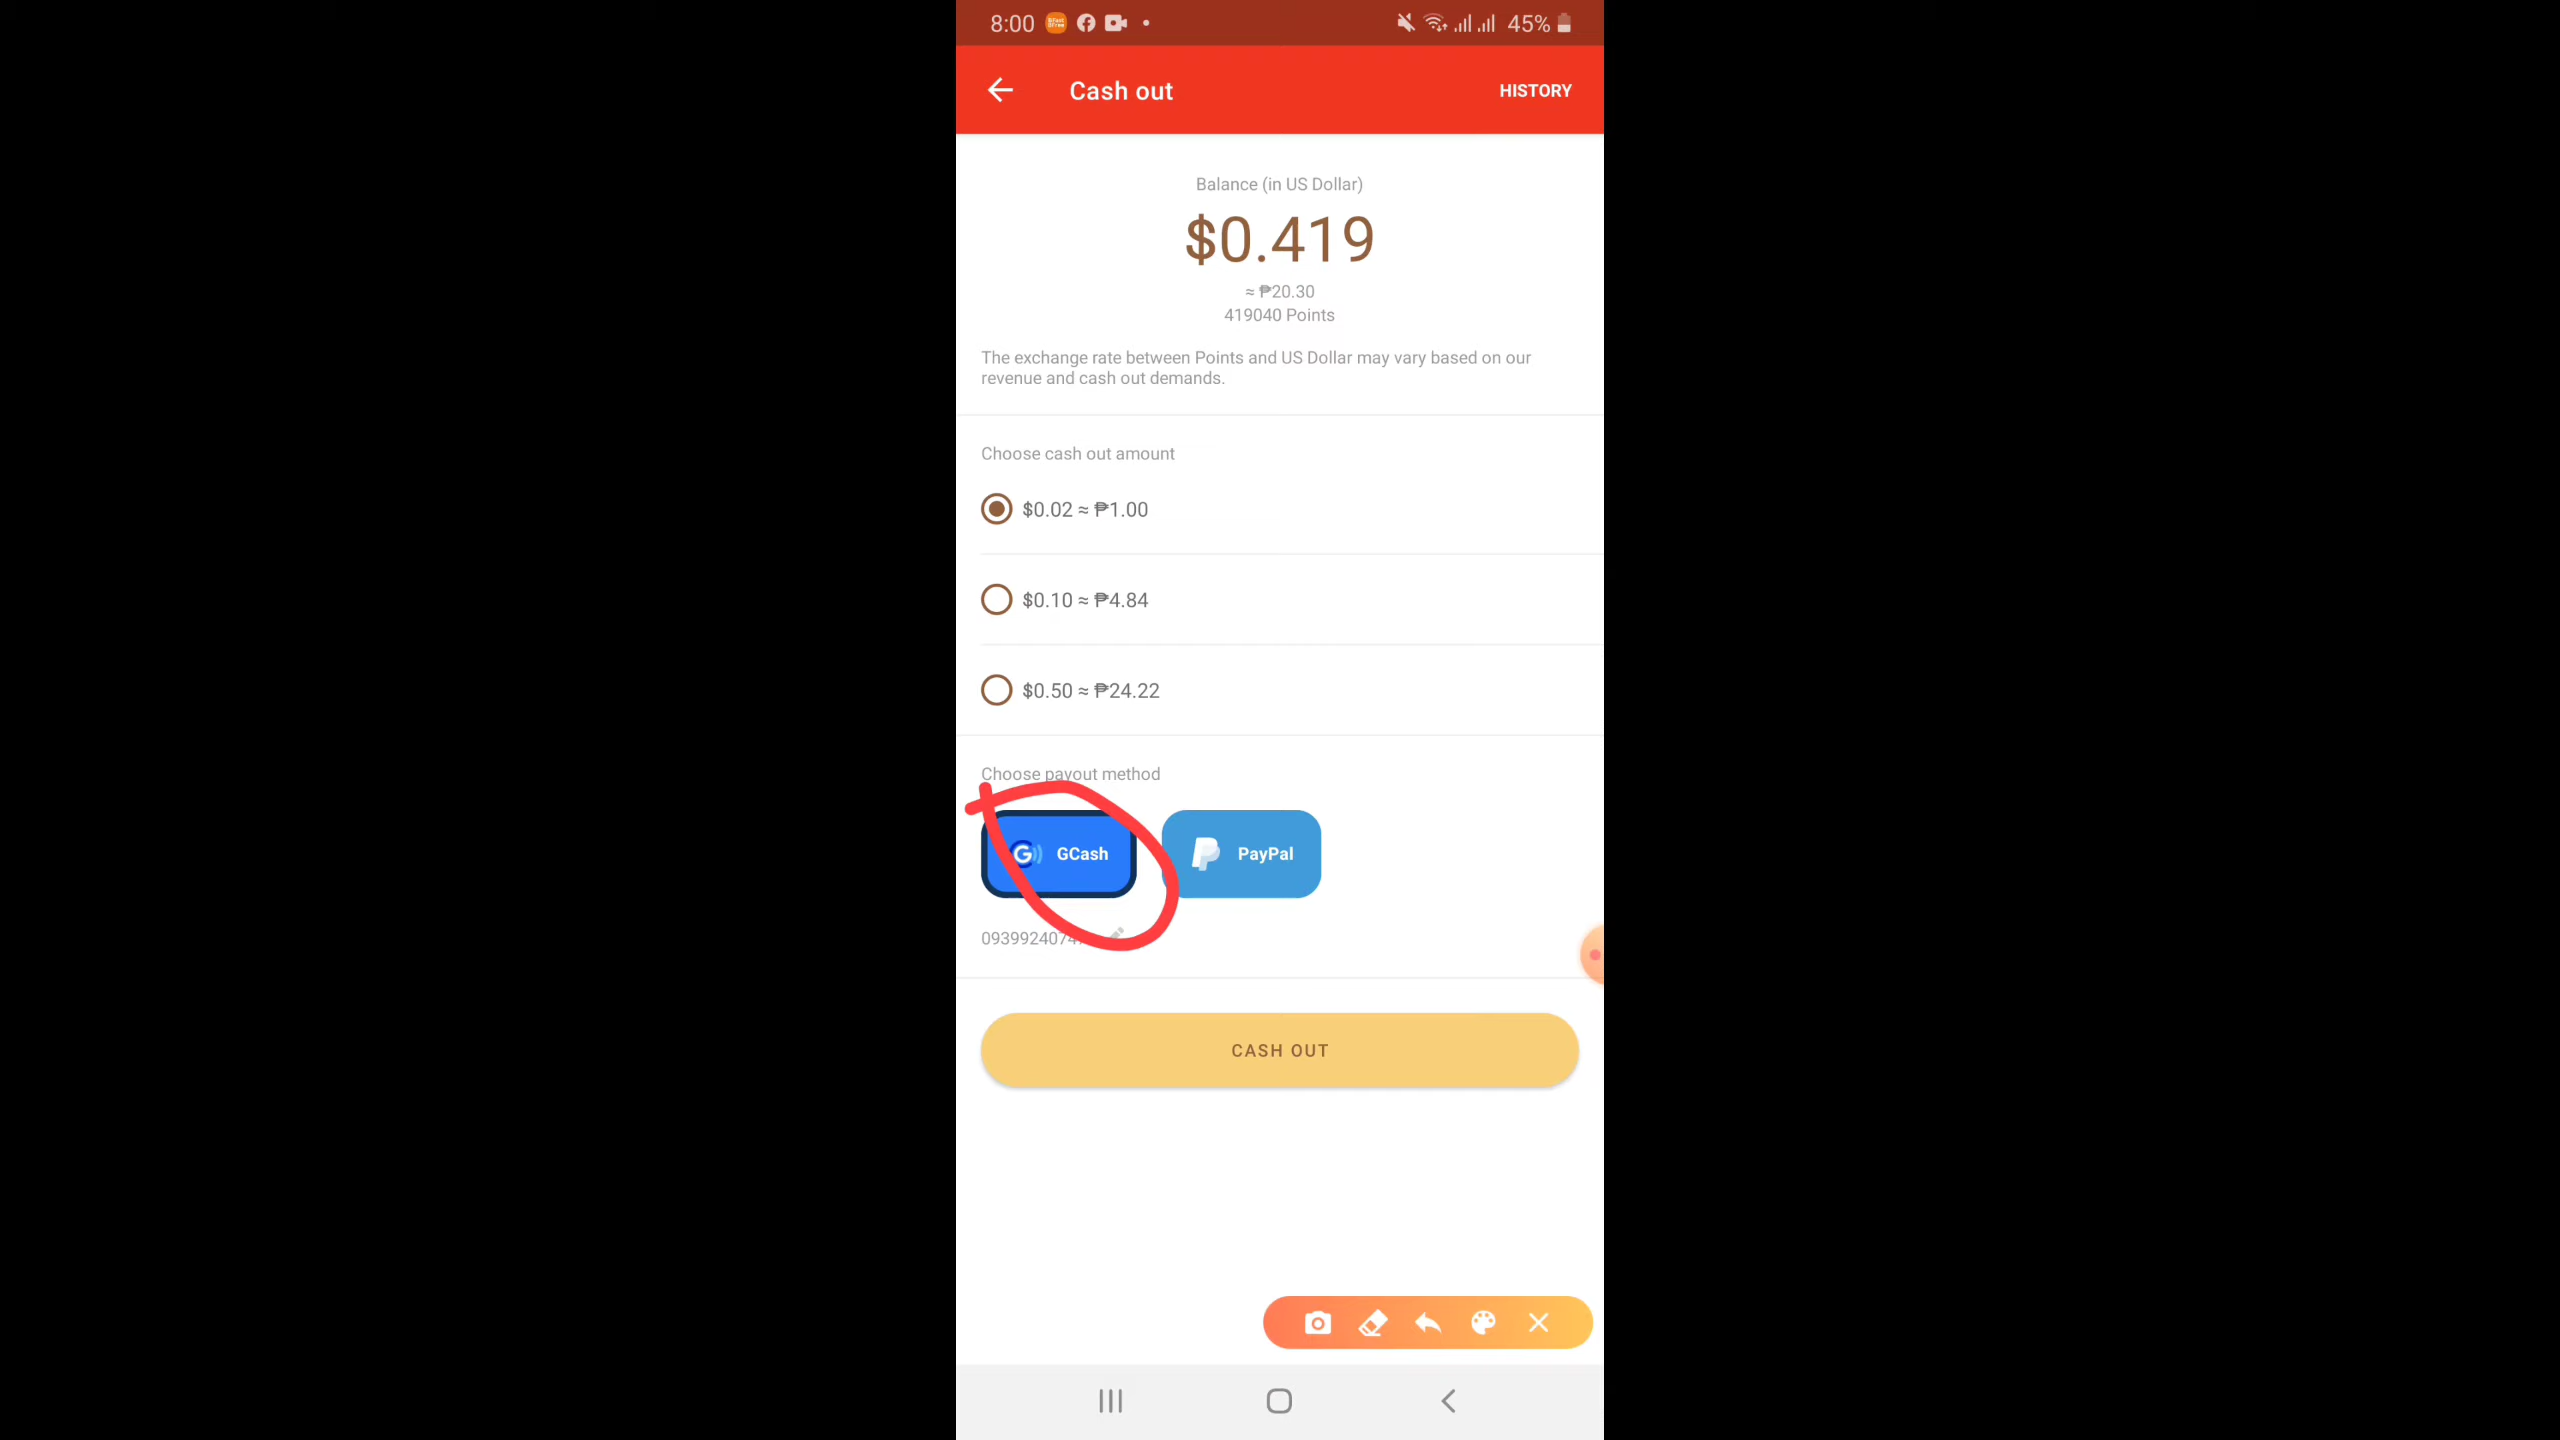 8:00
45%
Cash out
HISTORY
Balance (in US Dollar)
$0.419
≈ ₱20.30
419040 Points
The exchange rate between Points and US Dollar may vary based on our
revenue and cash out demands.
Choose cash out amount
$0.02 ≈ ₱1.00
$0.10 ≈ ₱4.84
$0.50 ≈ ₱24.22
Choose payout method
GCash
PayPal
CASH OUT